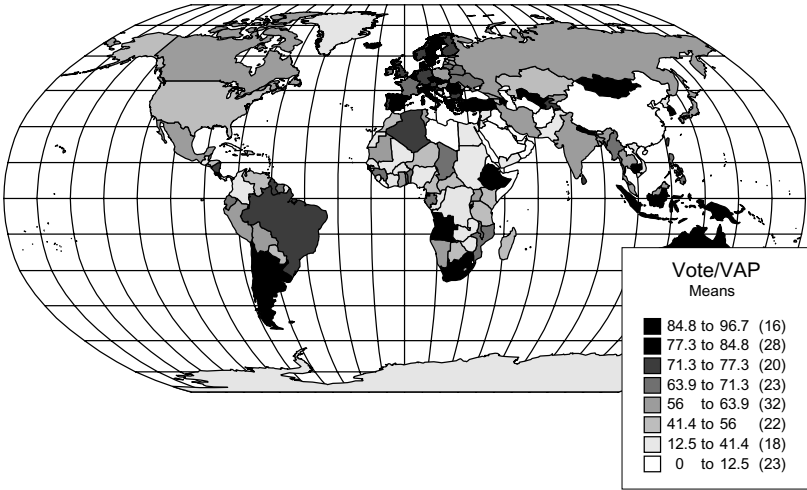 Vote/VAP
Means
84.8 to 96.7 (16)
77.3 to 84.8 (28)
71.3 to 77.3 (20)
63.9 to 71.3 (23)
56 to 63.9 (32)
41.4 to 56 (22)
12.5 to 41.4 (18)
0 to 12.5 (23)